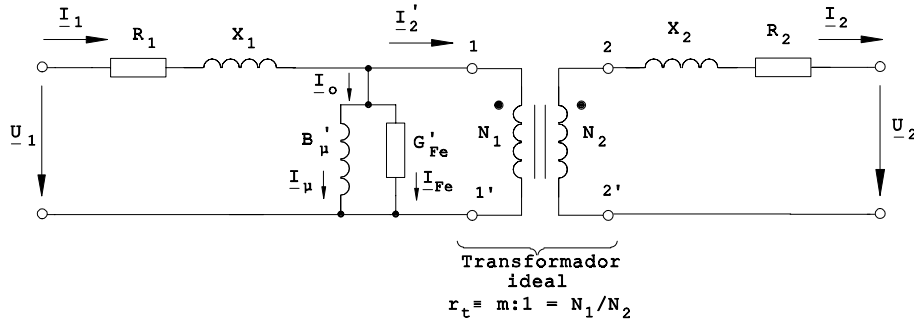 I1 R1 X1 I2' 1 2 X2 R2 I2
Io
U1 Bμ' G'Fe N1 N2 U2
Iμ IFe 1' 2'
Transformador
ideal
rt≡ m:1 = N1/N2